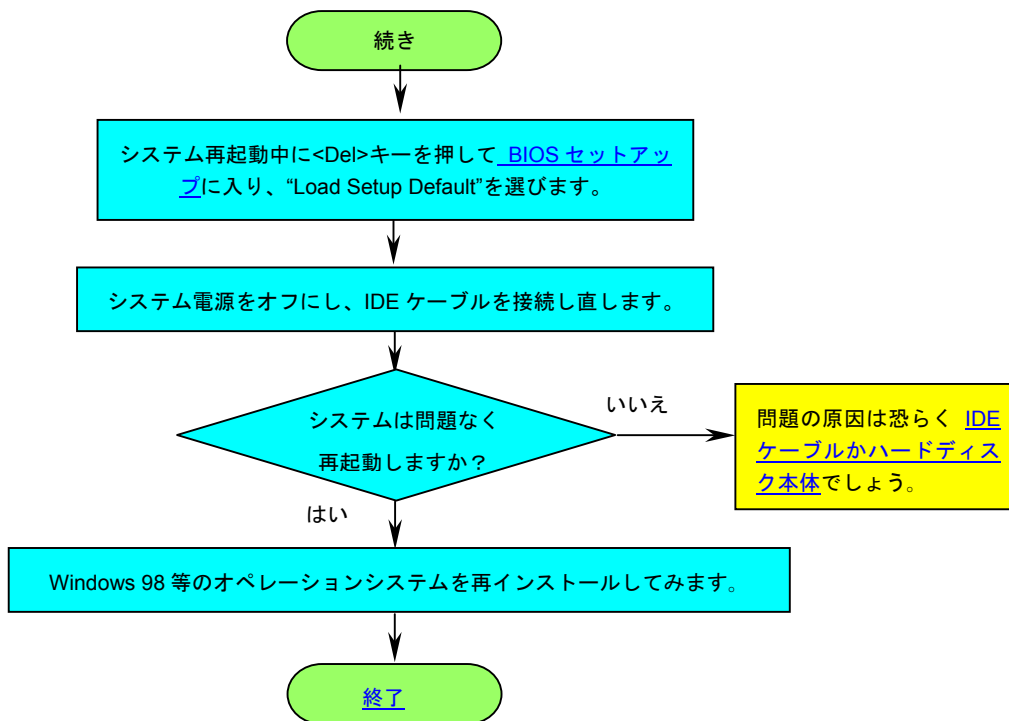 続き
システム再起動中に<Del>キーを押して BIOS セットアッ
プに入り、“Load Setup Default”を選びます。
システム電源をオフにし、IDE ケーブルを接続し直します。
システムは問題なく
再起動しますか？
いいえ
問題の原因は恐らく IDE
ケーブルかハードディス
ク本体でしょう。
はい
Windows 98 等のオペレーションシステムを再インストールしてみます。
終了